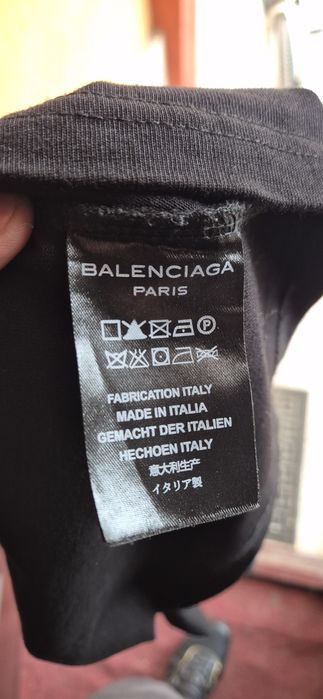 BALENCIAGA
PARIS
P
FABRICATION ITALY
MADE IN ITALIA
GEMACHT DER ITALIEN
HECHOEN ITALY
意大利生产
イタリア製